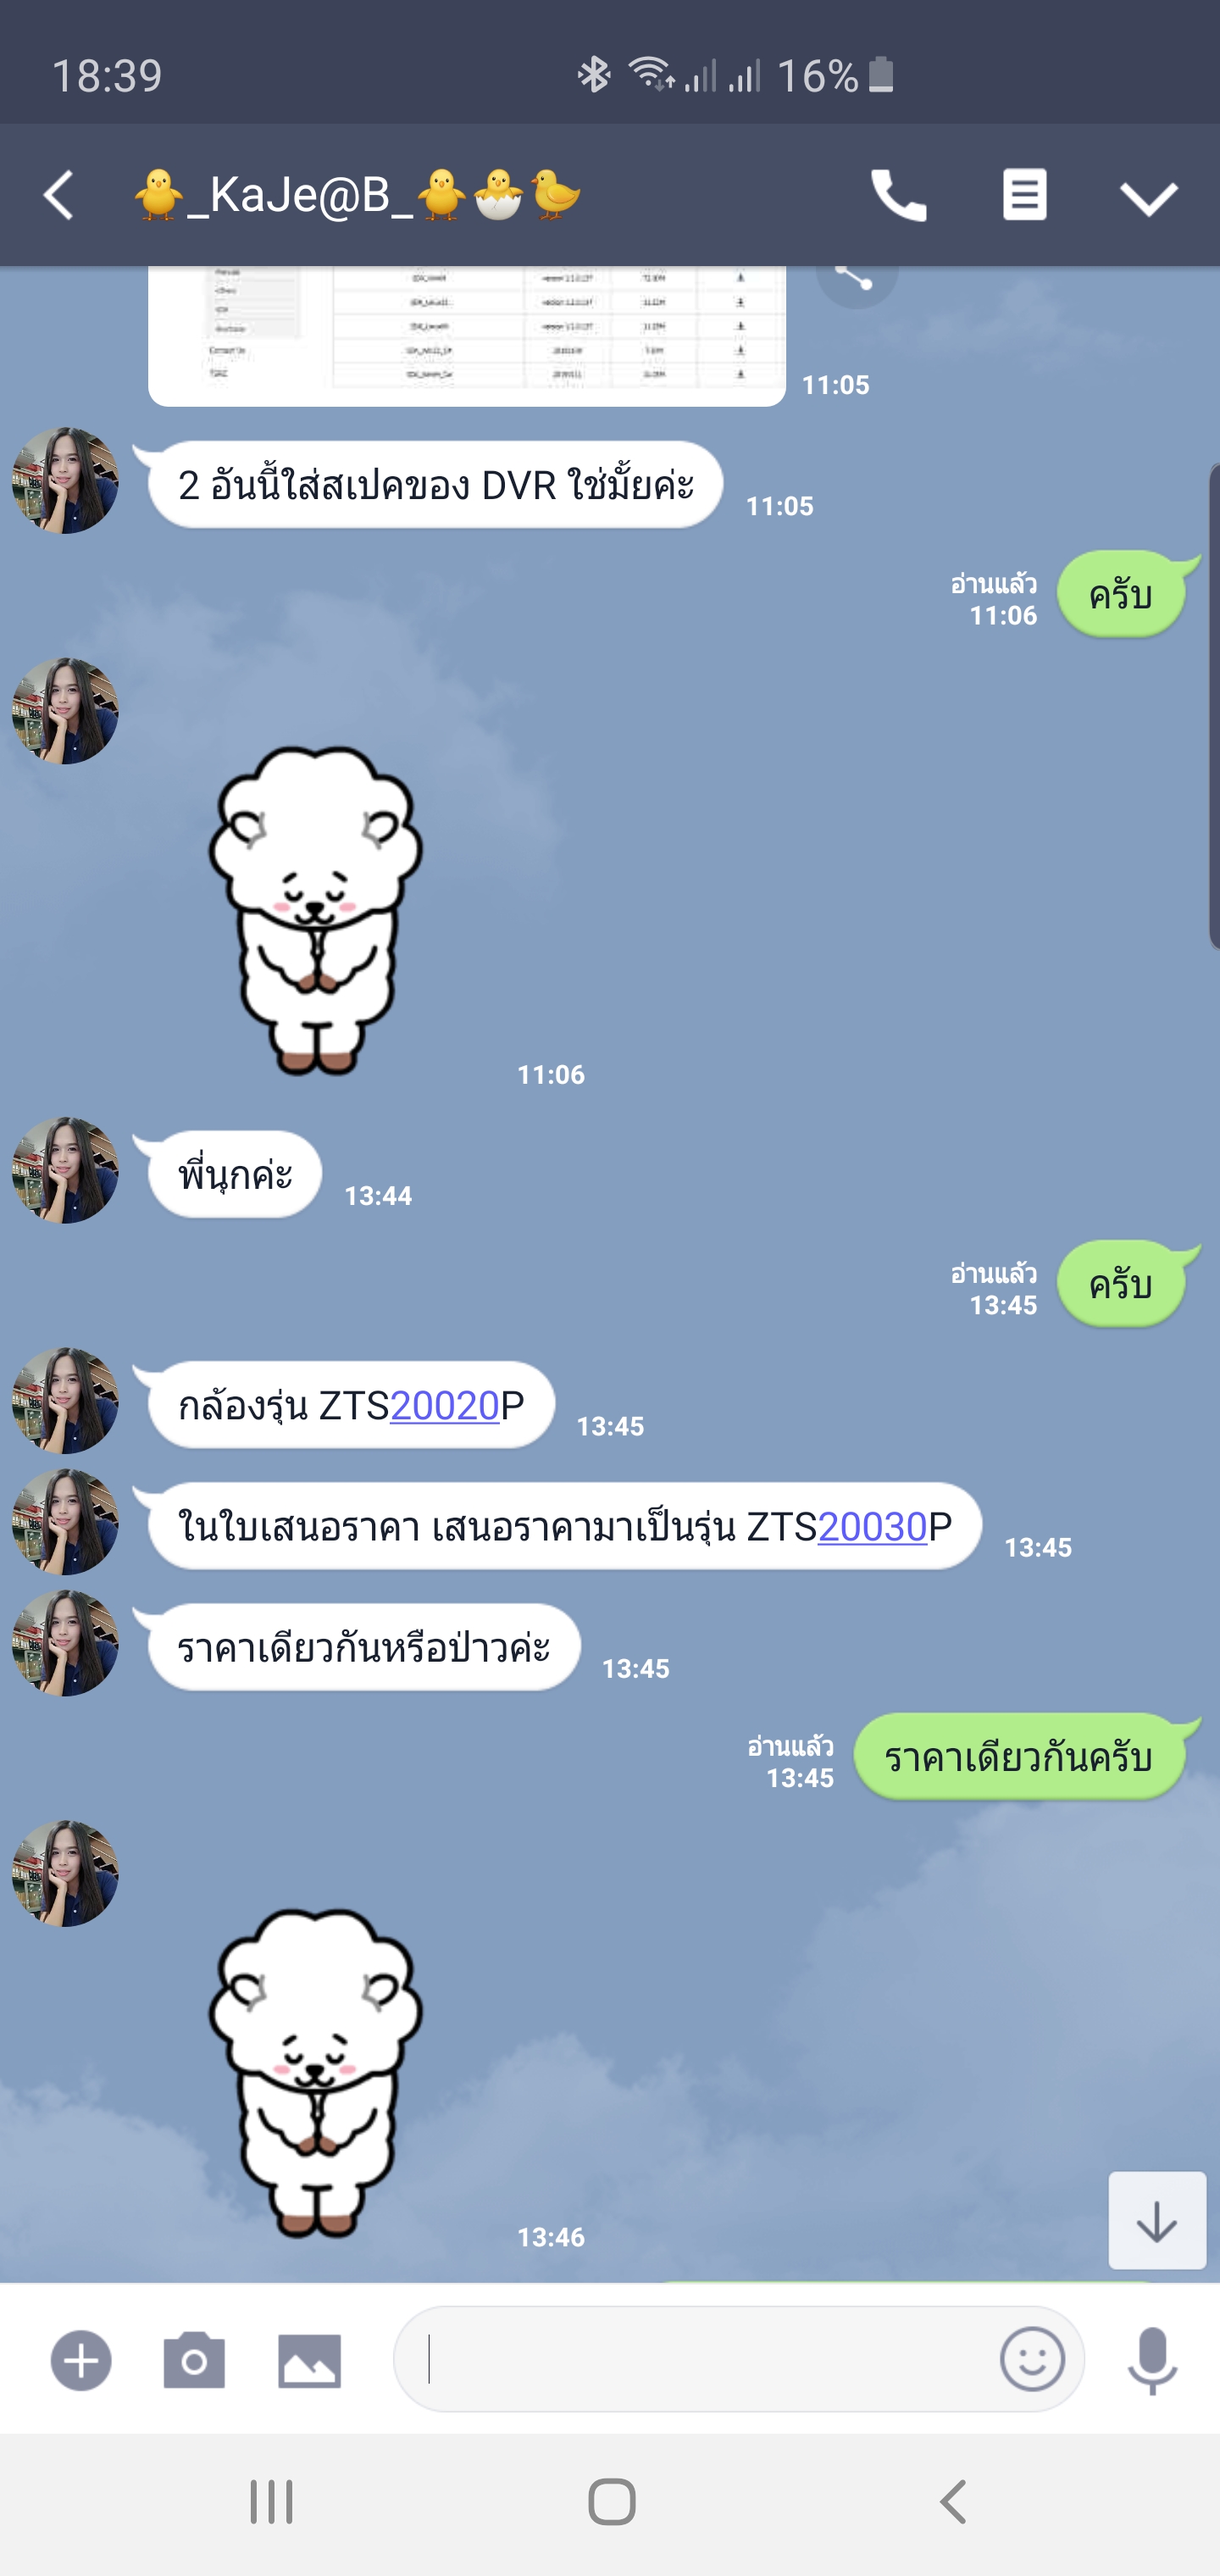 18:39
16%
_KaJe@B_
11:05
2 อันนี้ใส่สเปคของ DVR ใช่มั้ยค่ะ
11:05
อ่านแล้ว
11:06
ครับ
11:06
พี่นุกค่ะ
13:44
อ่านแล้ว
13:45
ครับ
กล้องรุ่น ZTS20020P
13:45
ในใบเสนอราคา เสนอราคามาเป็นรุ่น ZTS20030P
13:45
ราคาเดียวกันหรือป่าวค่ะ
13:45
อ่านแล้ว
13:45
ราคาเดียวกันครับ
13:46